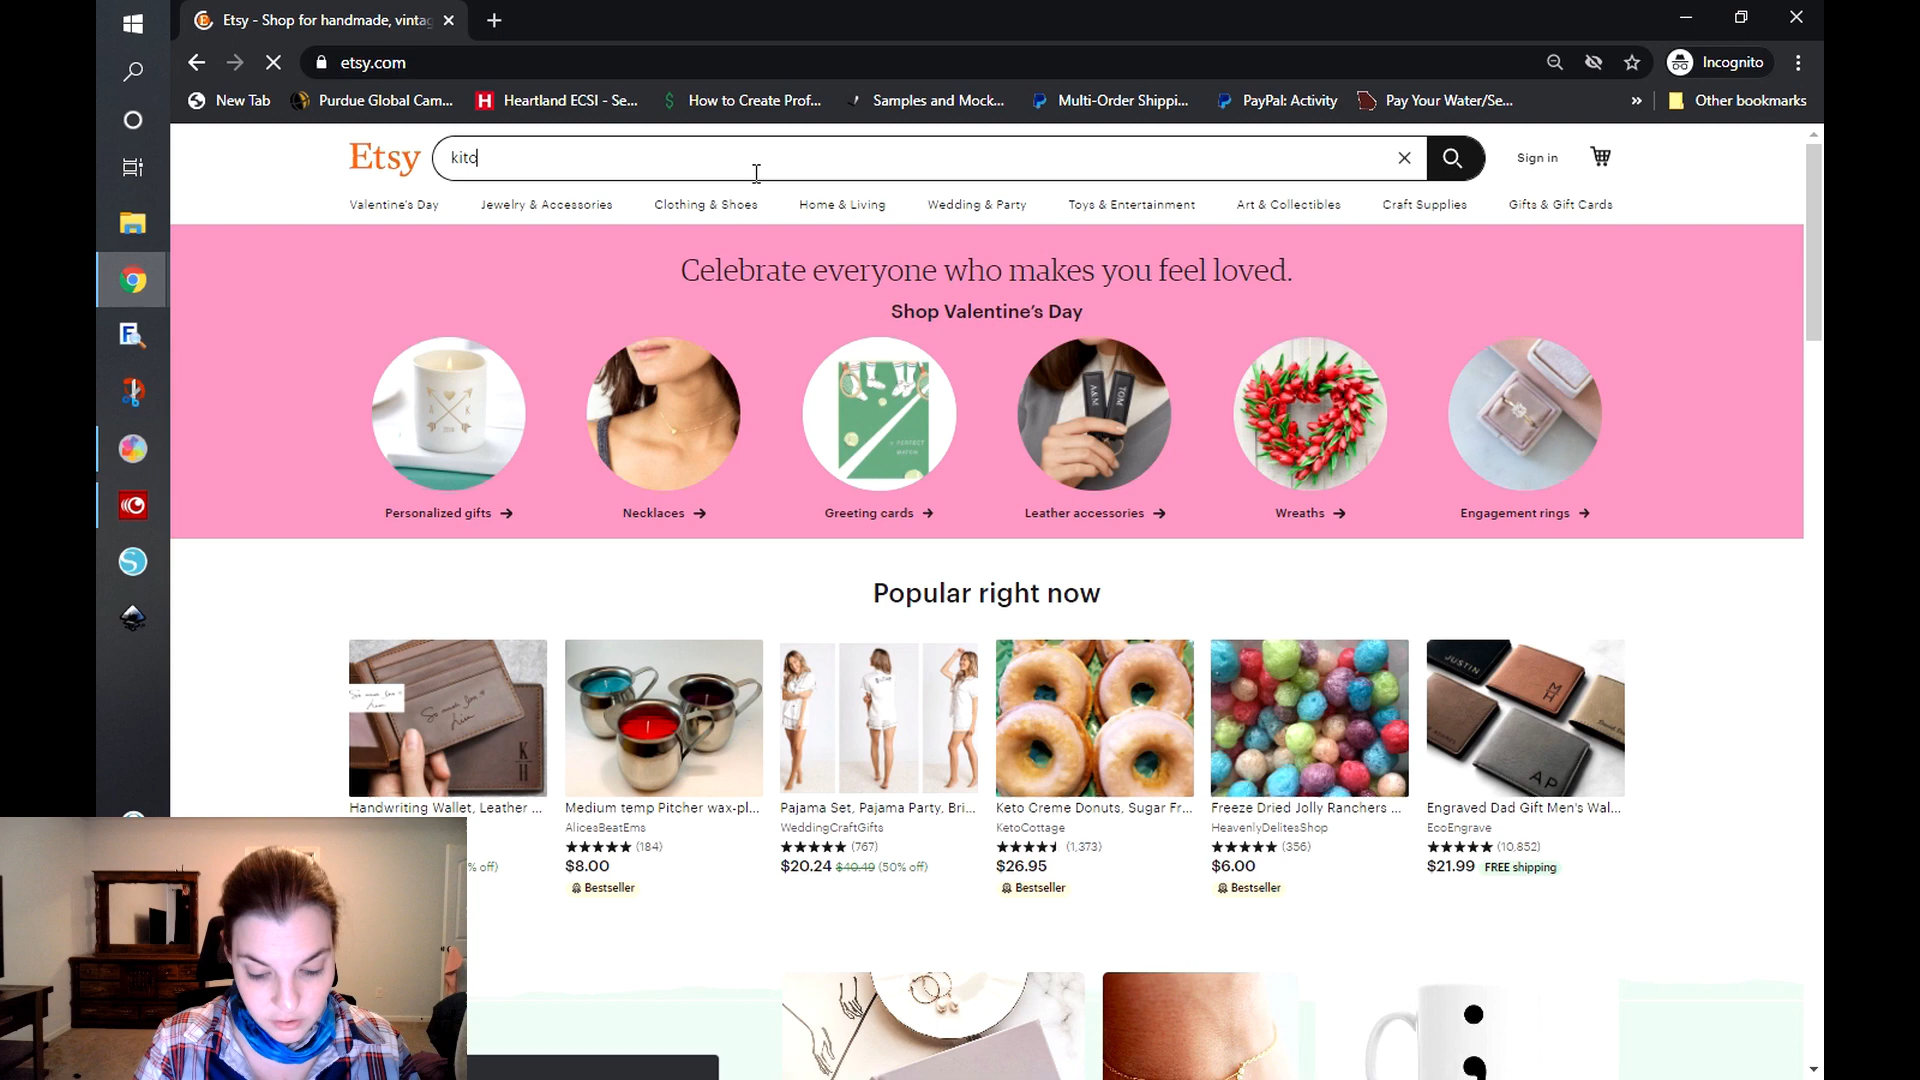 Etsy - Shop for handmade, vintag
etsy.com
Incognito
New Tab
Purdue Global Cam...
Heartland ECSI - Se...
How to Create Prof...
Samples and Mock...
Multi-Order Shippi...
PayPal: Activity
Pay Your Water/Se...
»
Other bookmarks
Etsy
kitc
Sign in
Valentine's Day
Jewelry & Accessories
Clothing & Shoes
Home & Living
Wedding & Party
Toys & Entertainment
Art & Collectibles
Craft Supplies
Gifts & Gift Cards
Celebrate everyone who makes you feel loved.
Shop Valentine's Day
A K
A&M
TOM
A PERFECT
MATCH
Personalized gifts →
Necklaces →
Greeting cards →
Leather accessories →
Wreaths →
Engagement rings →
Popular right now
K
H
JUSTIN
M
H
AP
Handwriting Wallet, Leather ...
% off)
Medium temp Pitcher wax-pl...
AlicesBeatEms
★★★★★ (184)
$8.00
Bestseller
Pajama Set, Pajama Party, Bri...
WeddingCraftGifts
★★★★★ (767)
$20.24 $40.49 (50% off)
Keto Creme Donuts, Sugar Fr...
KetoCottage
(1,373)
$26.95
Bestseller
Freeze Dried Jolly Ranchers ...
HeavenlyDelitesShop
★★★★★ (356)
$6.00
Bestseller
Engraved Dad Gift Men's Wal...
EcoEngrave
★★★★★ (10,852)
$21.99 FREE shipping
;